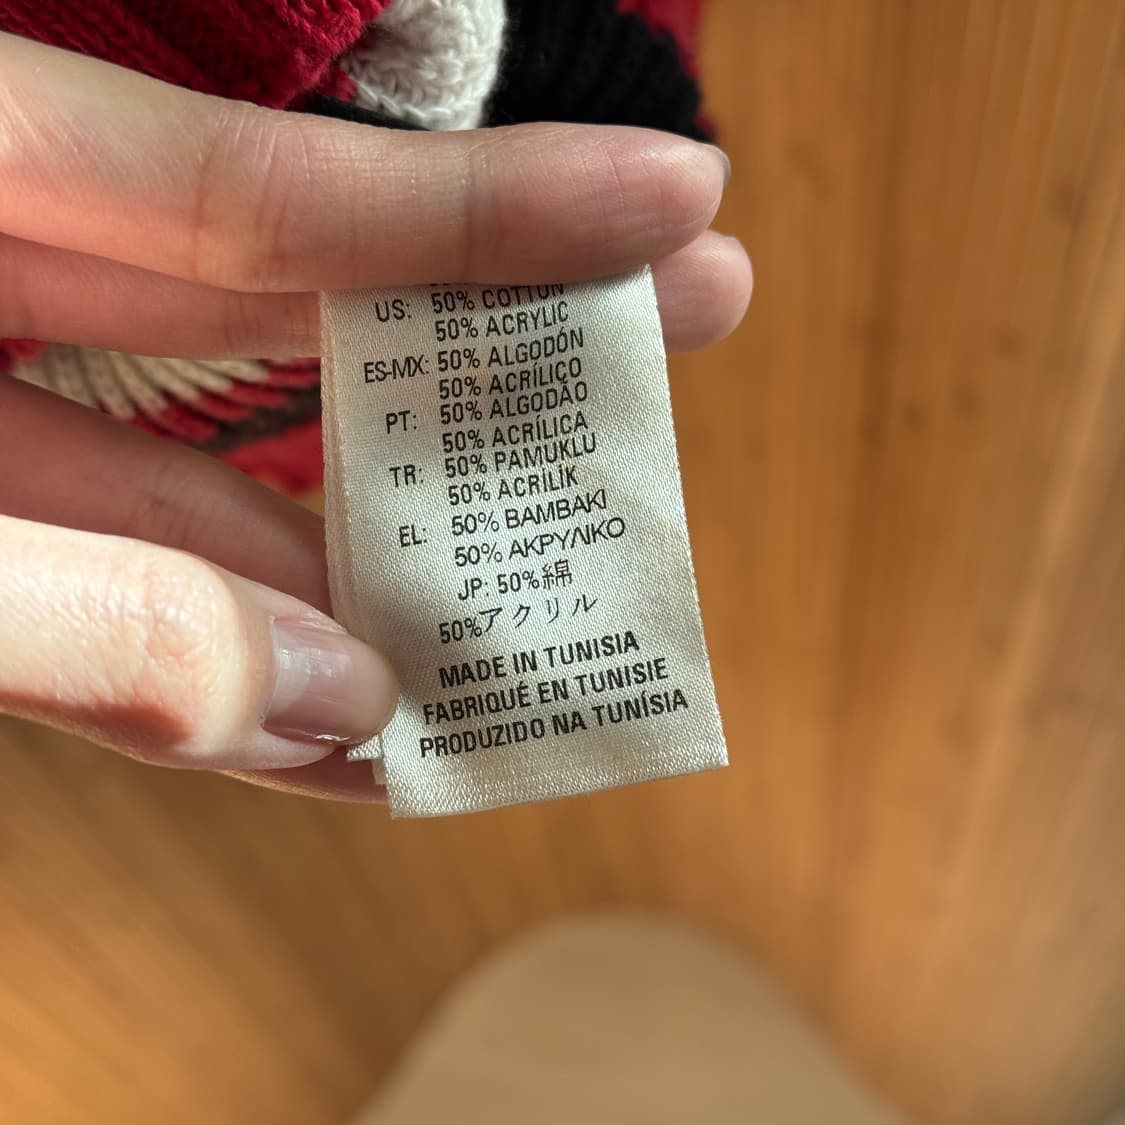 US: 50% COTTON
50% ACRYLIC
ES-MX: 50% ALGODÓN
50% ACRÍLICO
PT: 50% ALGODÃO
50% ACRÍLICA
TR: 50% PAMUKLU
50% ACRÍLÍK
EL: 50% BAMBAKI
50% AKPYΛIKO
JP: 50%綿
50%アクリル
MADE IN TUNISIA
FABRIQUÉ EN TUNISIE
PRODUZIDO NA TUNÍSIA